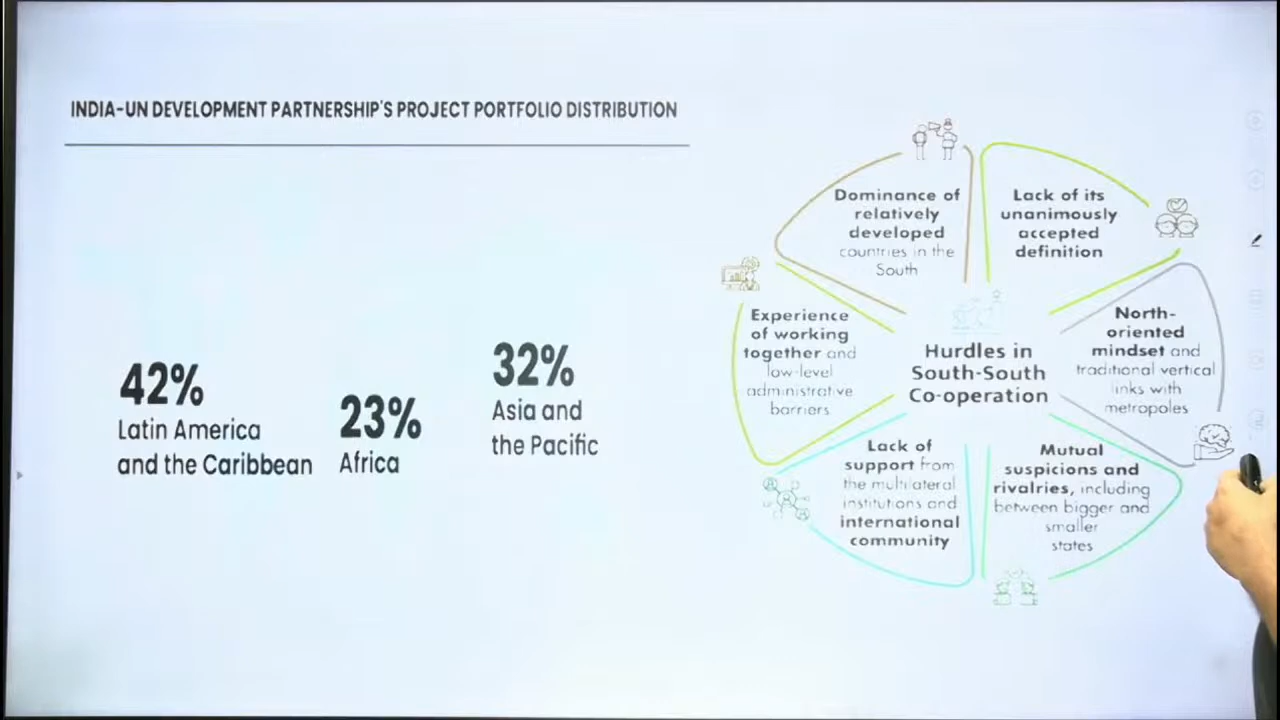 INDIA-UN DEVELOPMENT PARTNERSHIP'S PROJECT PORTFOLIO DISTRIBUTION
42%
Latin America
and the Caribbean
23%
Africa
32%
Asia and
the Pacific
Hurdles in
South-South
Co-operation
Dominance of
relatively
developed
countries in the
South
Lack of its
unanimously
accepted
definition
North-
oriented
mindset and
traditional vertical
links with
metropoles
Mutual
suspicions and
rivalries, including
between bigger and
smaller
states
Lack of
support from
the multilateral
institutions and
international
community
Experience
of working
together and
low-level
administrative
barriers